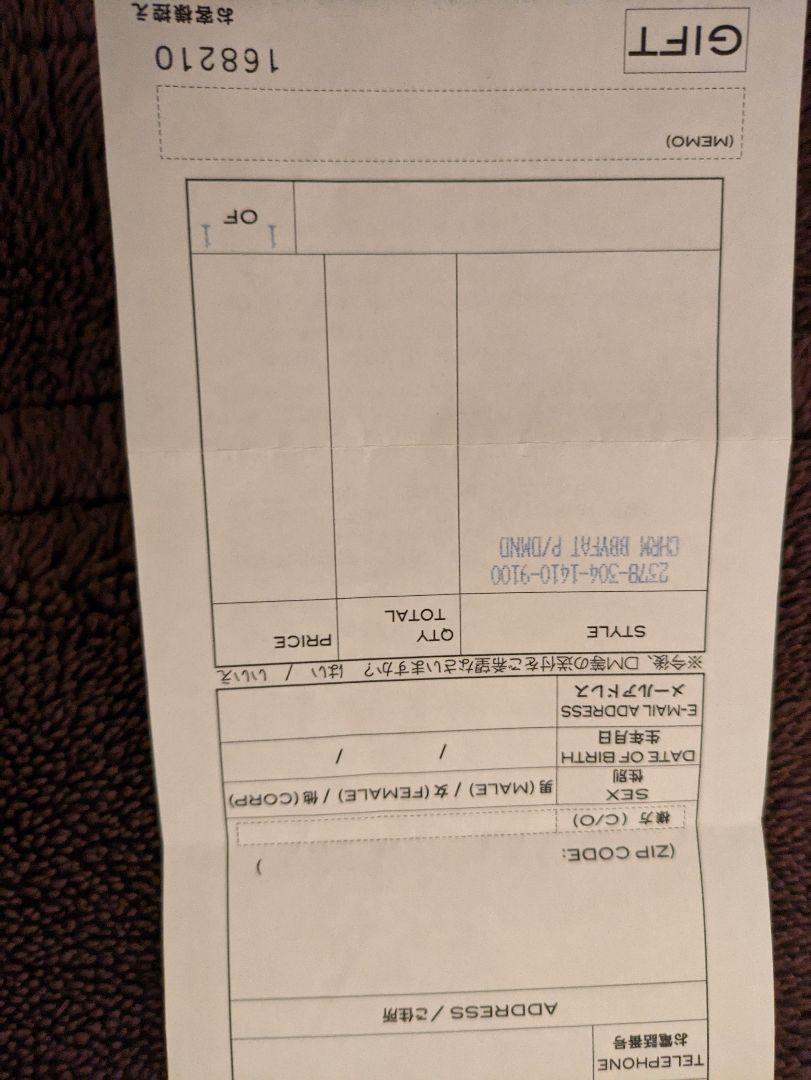 TELEPHONE
お電話番号
ADDRESS / ご住所
(ZIP CODE: )
様方 (C/O)
SEX
性別
男 (MALE) / 女 (FEMALE) / 他 (CORP)
DATE OF BIRTH
生年月日
/ /
E-MAIL ADDRESS
メールアドレス
※今後、DM等の送付をご希望なさいますか? はい / いいえ
STYLE
QTY
TOTAL
PRICE
237B-304-1410-9100
CHRM BBYFAT P/DMND
1 OF 1
(MEMO)
GIFT
168210
お客様控え